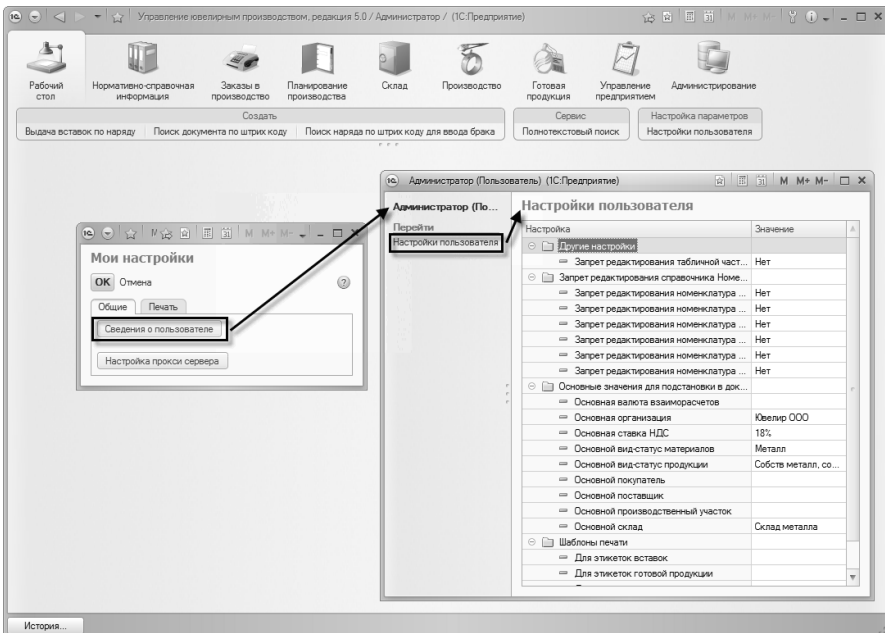 Управление ювелирным производством, редакция 5.0 / Администратор / (1С:Предприятие)
M M+ M-
Рабочий стол
Нормативно-справочная информация
Заказы в производство
Планирование производства
Склад
Производство
Готовая продукция
Управление предприятием
Администрирование
Создать
Выдача вставок по наряду Поиск документа по штрих коду Поиск наряда по штрих коду для ввода брака
Сервис
Полнотекстовый поиск
Настройка параметров
Настройки пользователя
M M+ M-
Мои настройки
OK Отмена
Общие Печать
Сведения о пользователе
Настройка прокси сервера
Администратор (Пользователь) (1С:Предприятие)
M M+ M-
Администратор (По...
Перейти
Настройки пользователя
Настройки пользователя
Настройка Значение
Другие настройки
Запрет редактирования табличной част... Нет
Запрет редактирования справочника Номе...
Запрет редактирования номенклатура ... Нет
Запрет редактирования номенклатура ... Нет
Запрет редактирования номенклатура ... Нет
Запрет редактирования номенклатура ... Нет
Запрет редактирования номенклатура ... Нет
Запрет редактирования номенклатура ... Нет
Основные значения для подстановки в док...
Основная валюта взаиморасчетов
Основная организация Ювелир ООО
Основная ставка НДС 18%
Основной вид-статус материалов Металл
Основной вид-статус продукции Собств металл, со...
Основной покупатель
Основной поставщик
Основной производственный участок
Основной склад Склад металла
Шаблоны печати
Для этикеток вставок
Для этикеток готовой продукции
История...